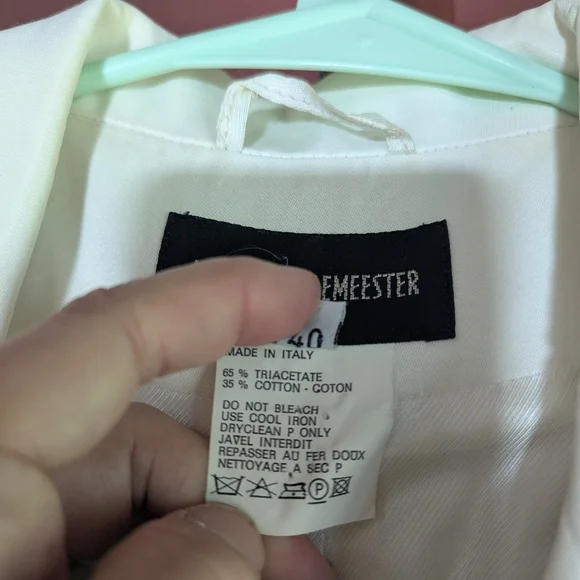 EMEESTER
40
MADE IN ITALY
65 % TRIACETATE
35 % COTTON - COTON
DO NOT BLEACH
USE COOL IRON
DRYCLEAN P ONLY
JAVEL INTERDIT
REPASSER AU FER DOUX
NETTOYAGE A SEC P
P